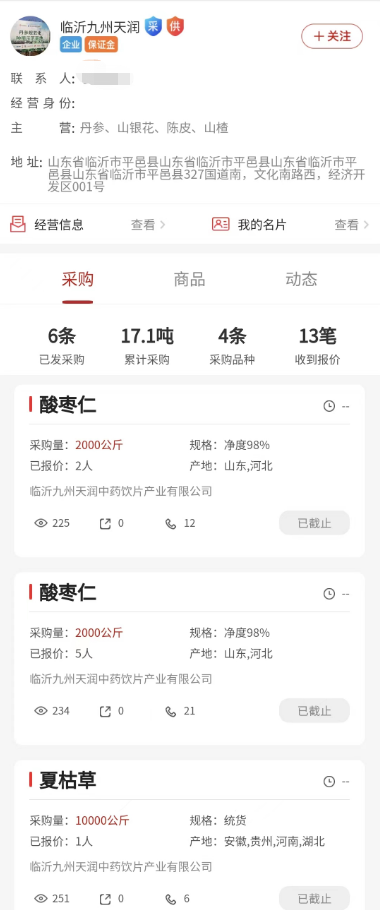 临沂九州天润 采 供
企业 保证金
+关注
联系人:
经营身份:
主营: 丹参、山银花、陈皮、山楂
地址: 山东省临沂市平邑县山东省临沂市平邑县山东省临沂市平
邑县山东省临沂市平邑县327国道南，文化南路西，经济开
发区001号
经营信息 查看 > 我的名片 查看 >
采购 商品 动态
6条 17.1吨 4条 13笔
已发采购 累计采购 采购品种 收到报价
酸枣仁 --
采购量: 2000公斤 规格: 净度98%
已报价: 2人 产地: 山东,河北
临沂九州天润中药饮片产业有限公司
225 0 12 已截止
酸枣仁 --
采购量: 2000公斤 规格: 净度98%
已报价: 5人 产地: 山东,河北
临沂九州天润中药饮片产业有限公司
234 0 21 已截止
夏枯草 --
采购量: 10000公斤 规格: 统货
已报价: 1人 产地: 安徽,贵州,河南,湖北
临沂九州天润中药饮片产业有限公司
251 0 6 已截止